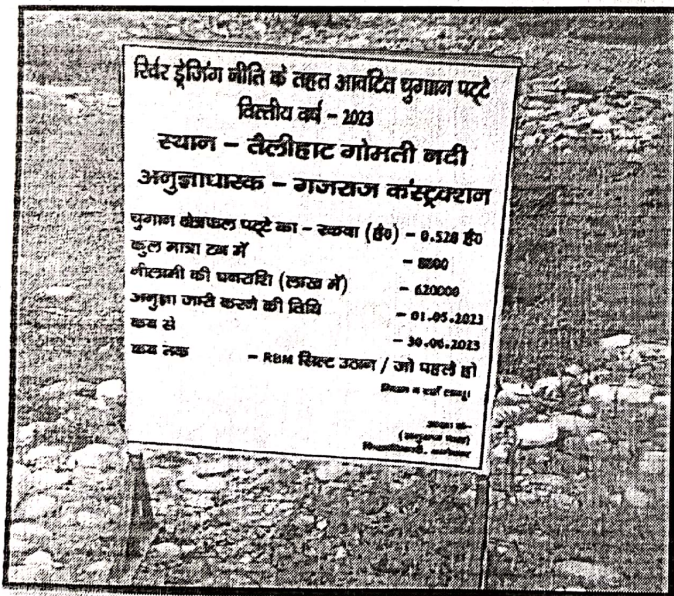 रिवर ड्रेजिंग नीति के तहत आवंटित चुगान पट्टे
वित्तीय वर्ष - 2023
स्थान - तैलीहाट गोमती नदी
अनुज्ञाधारक - गजराज कंस्ट्रक्शन
चुगान क्षेत्रफल पट्टे का - रकवा (है०) - 0.528 है०
कुल मात्रा टन में - 8800
नीलामी की धनराशि (लाख में) - 620000
अनुज्ञा जारी करने की तिथि - 01.05.2023
कब से - 30.06.2023
कब तक - RBM सिल्ट उठान / जो पहले हो
नियम व शर्तें लागू।
आज्ञा से-